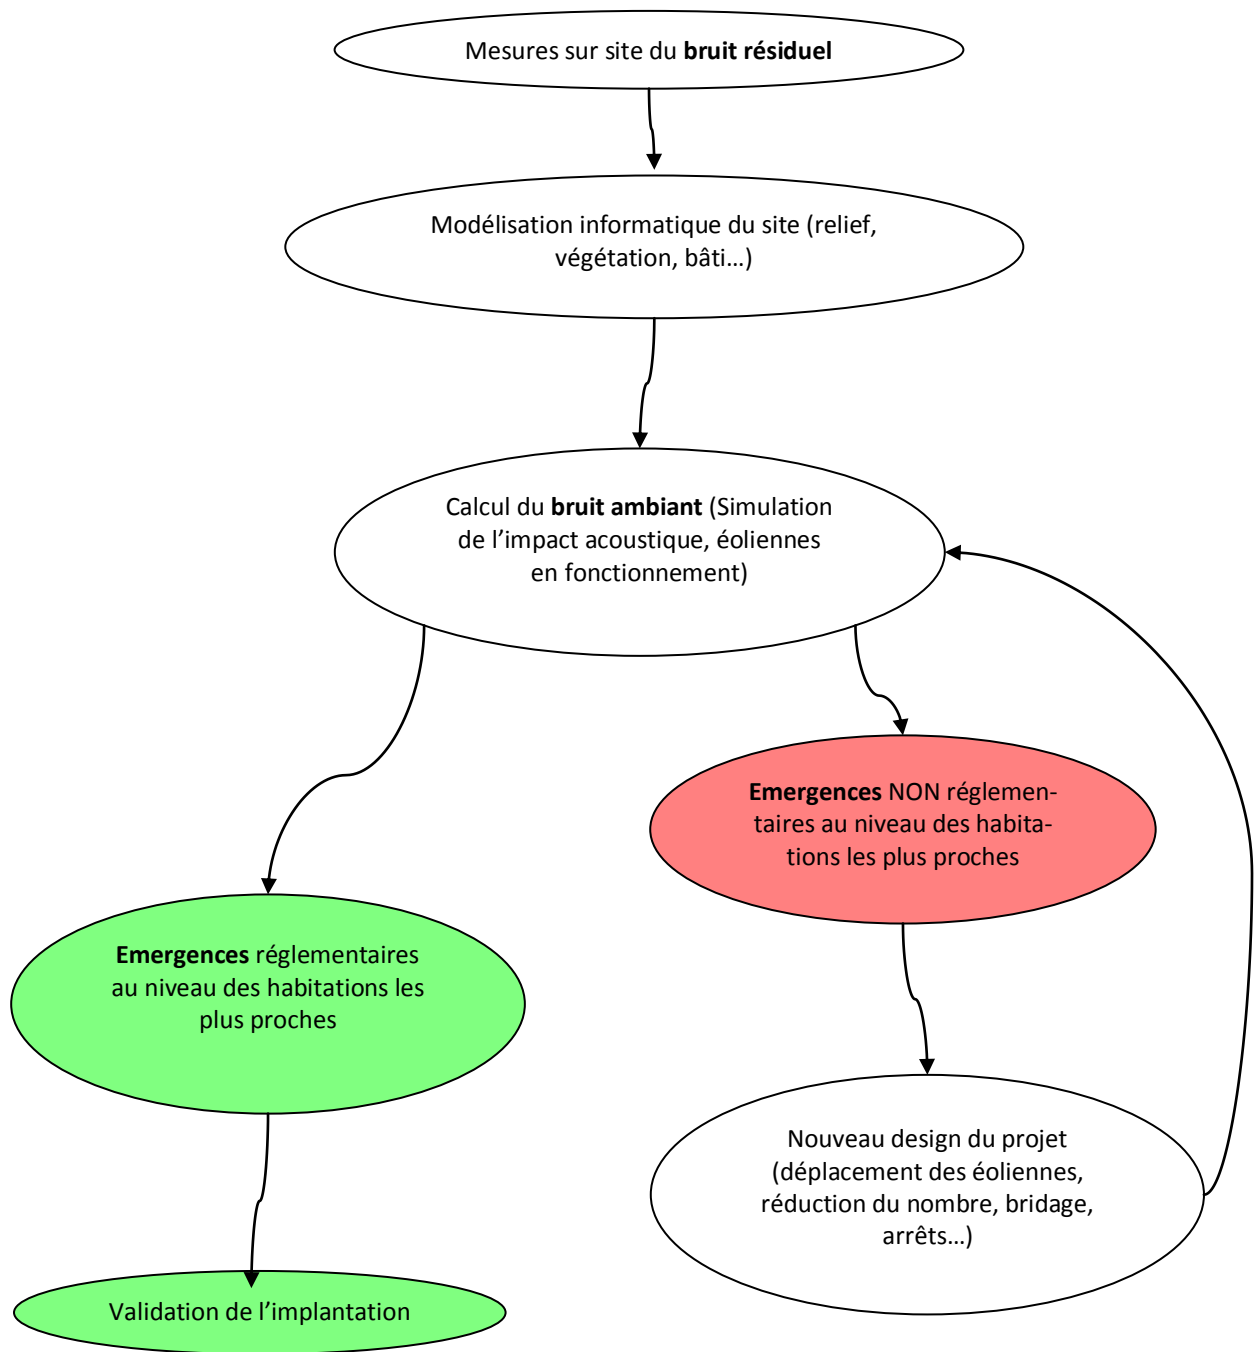 Mesures sur site du bruit résiduel
Modélisation informatique du site (relief,
végétation, bâti…)
Calcul du bruit ambiant (Simulation
de l’impact acoustique, éoliennes
en fonctionnement)
Emergences NON réglemen-
taires au niveau des habita-
tions les plus proches
Emergences réglementaires
au niveau des habitations les
plus proches
Nouveau design du projet
(déplacement des éoliennes,
réduction du nombre, bridage,
arrêts…)
Validation de l’implantation